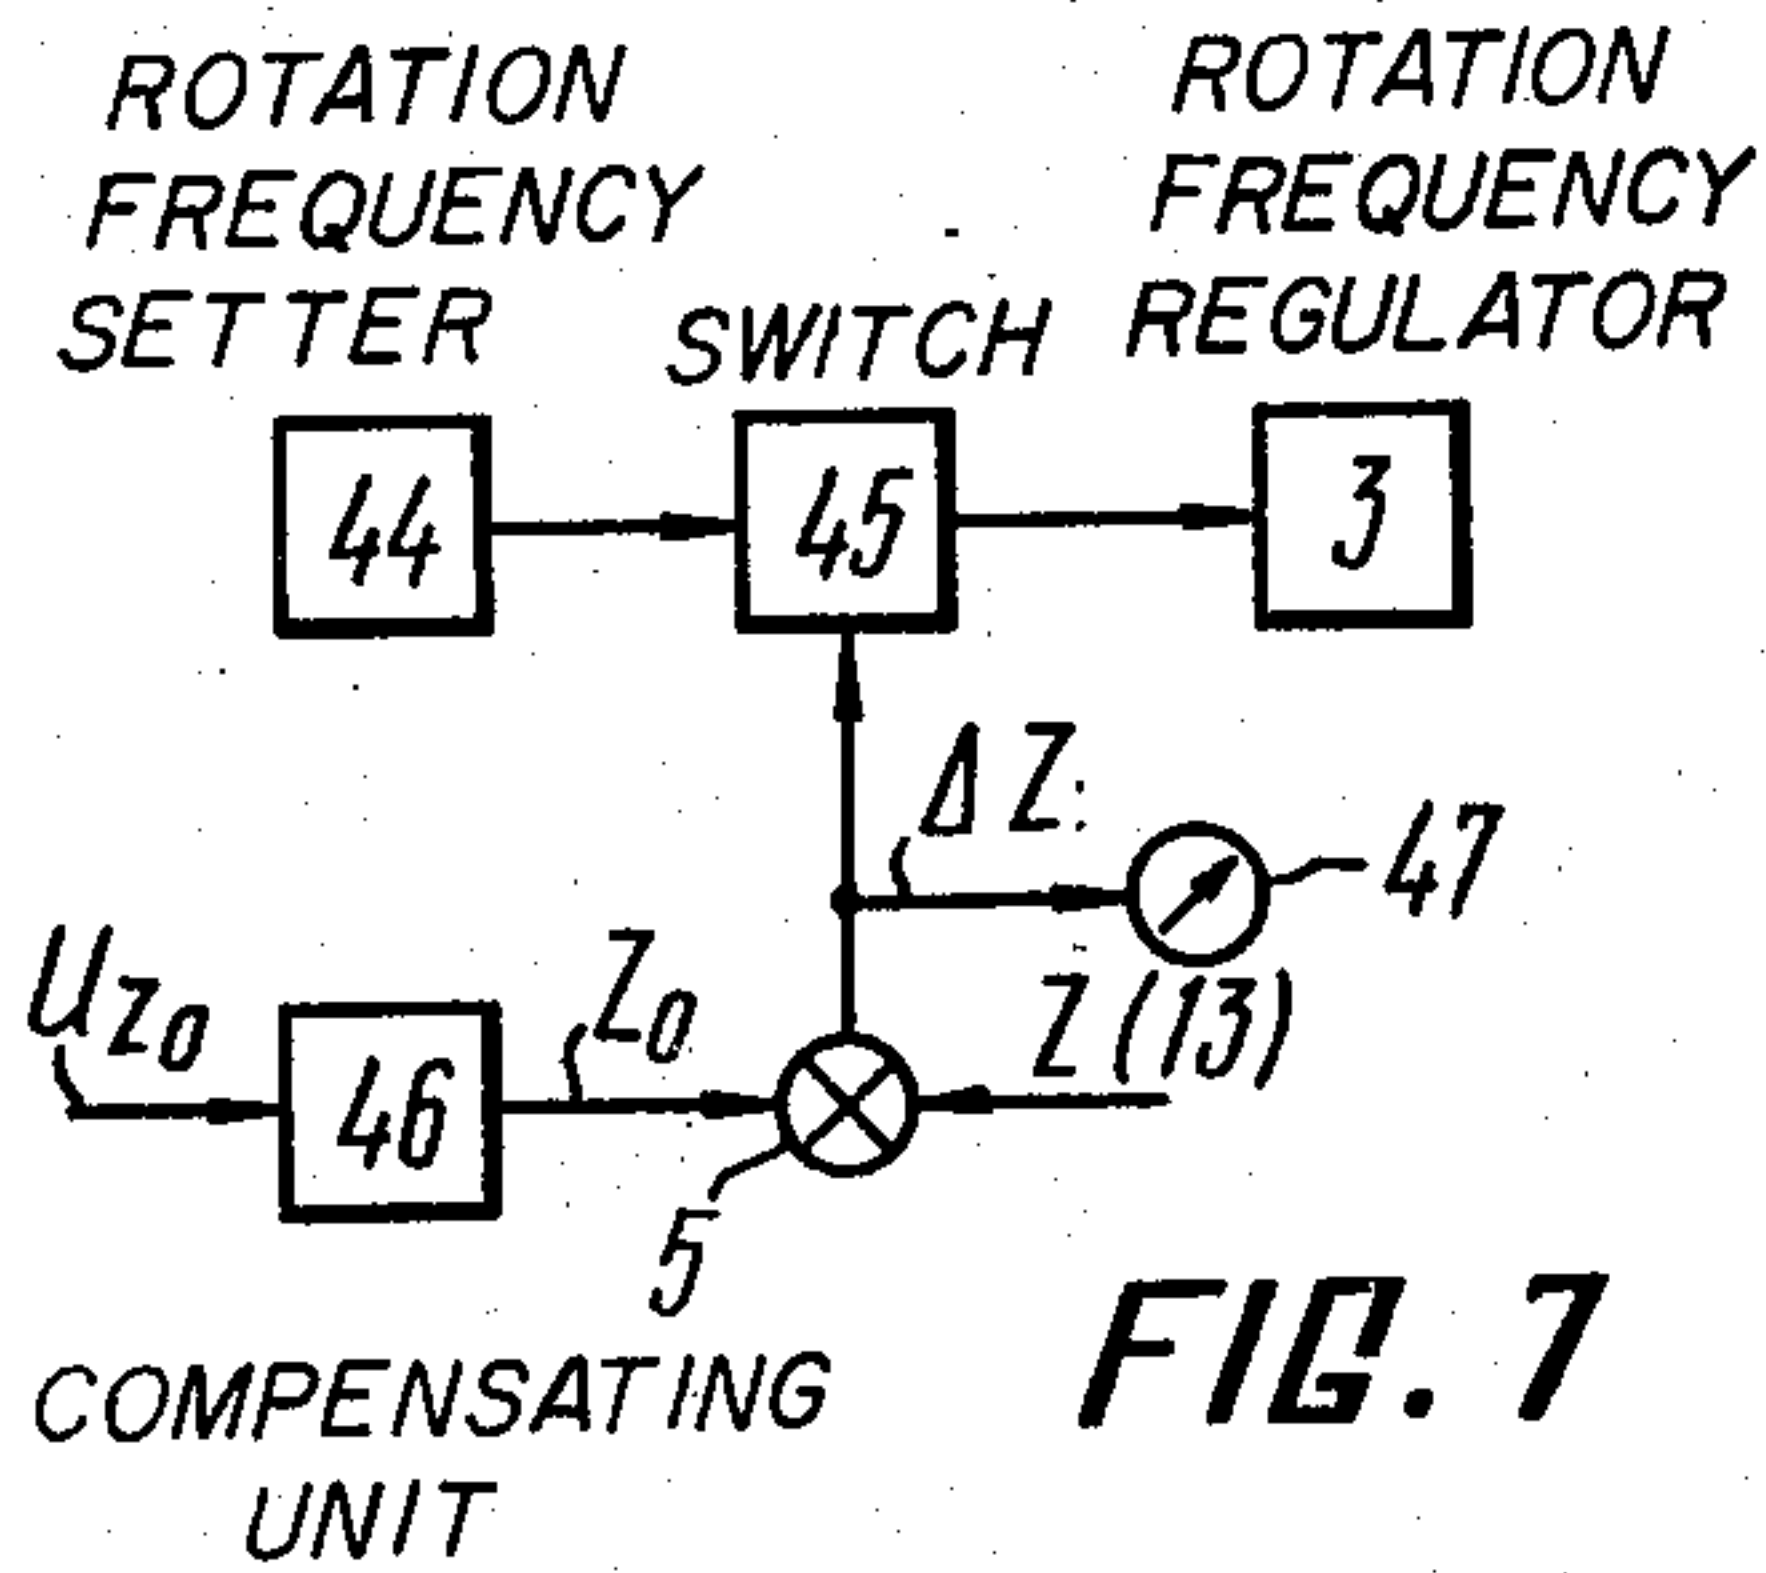 ROTATION
FREQUENCY
SETTER
SWITCH
ROTATION
FREQUENCY
REGULATOR
44
45
3
ΔZ
47
Uz0
46
Z0
Z (13)
5
COMPENSATING
UNIT
FIG. 7